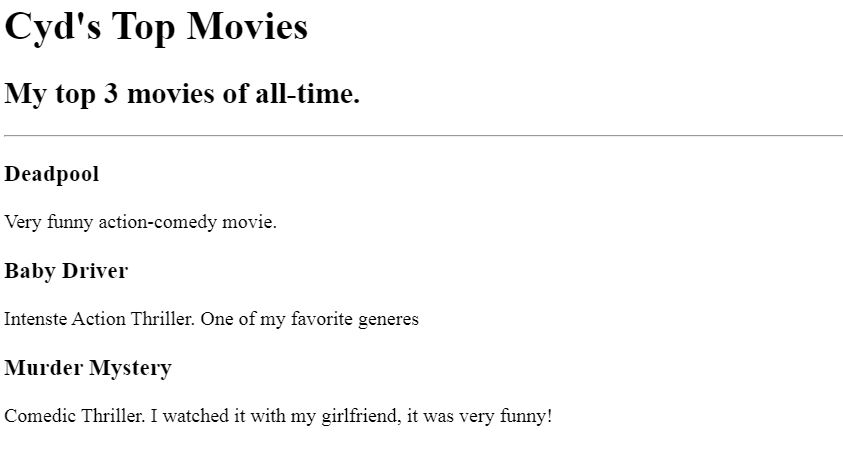 Cyd's Top Movies
My top 3 movies of all-time.
Deadpool
Very funny action-comedy movie.
Baby Driver
Intenste Action Thriller. One of my favorite generes
Murder Mystery
Comedic Thriller. I watched it with my girlfriend, it was very funny!